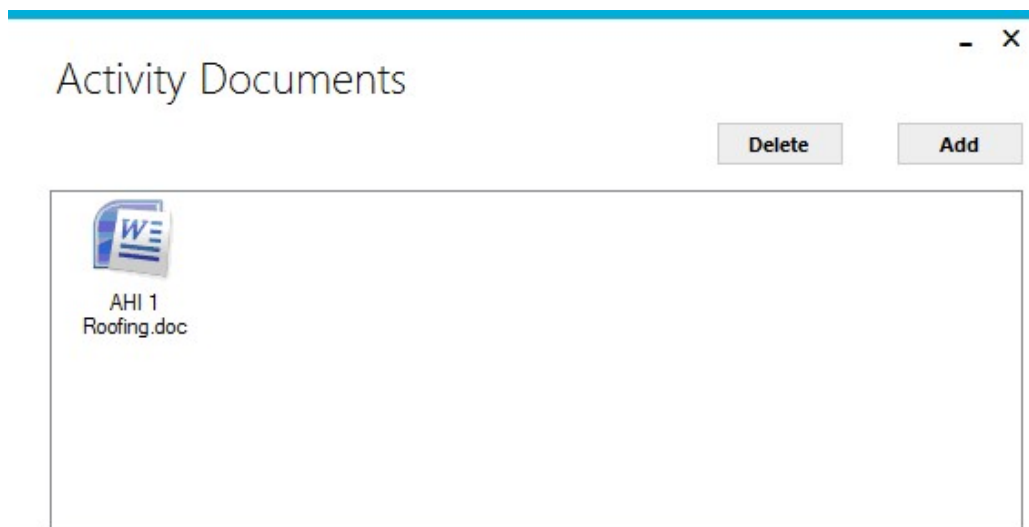 Activity Documents
Delete
Add
W
AHI 1
Roofing.doc